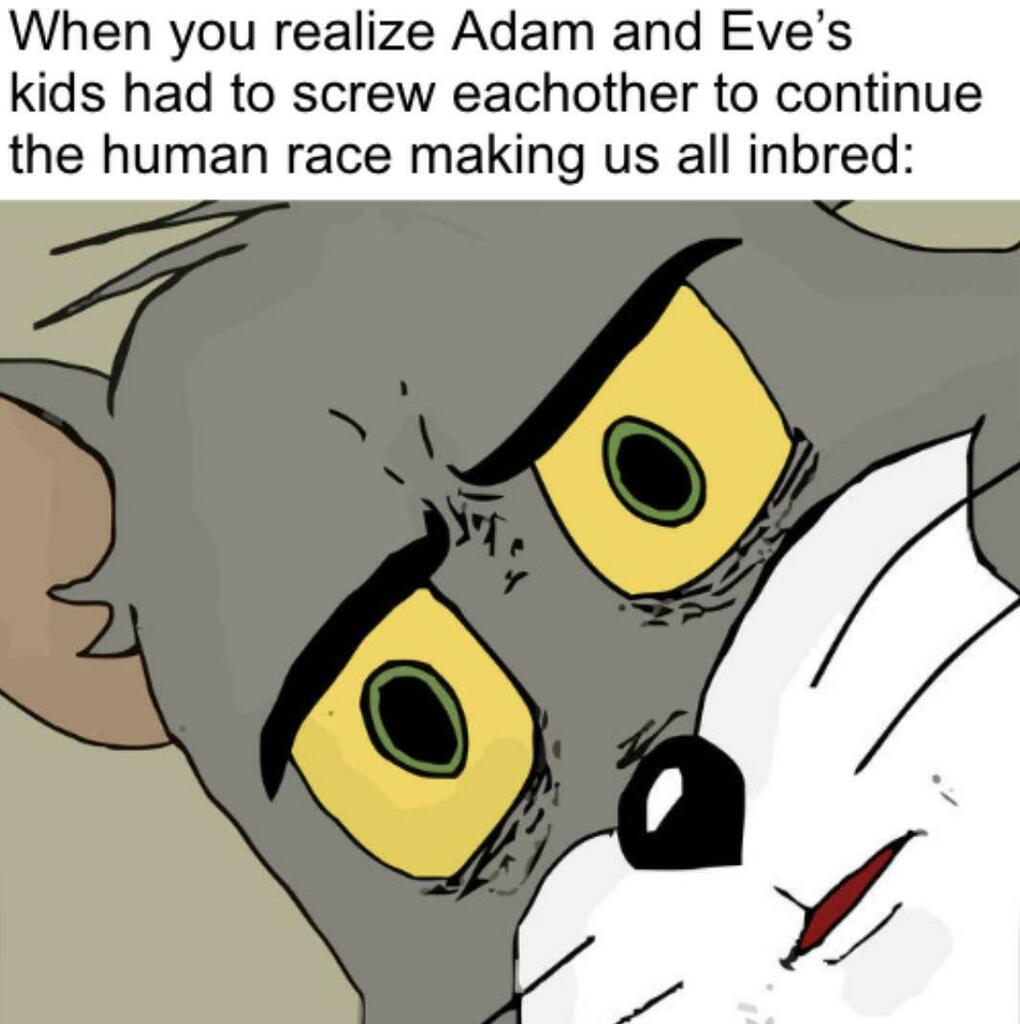 When you realize Adam and Eve’s
kids had to screw eachother to continue
the human race making us all inbred: